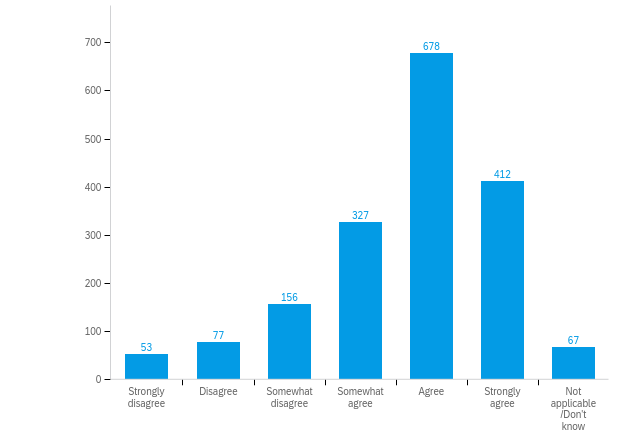 700
600
500
400
300
200
100
0
53
77
156
327
678
412
67
Strongly
disagree
Disagree
Somewhat
disagree
Somewhat
agree
Agree
Strongly
agree
Not
applicable
/Don't
know